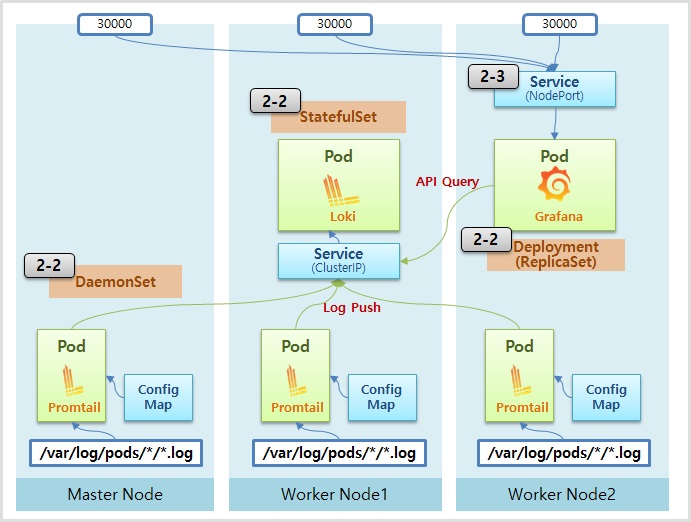 30000
30000
30000
2-3
Service
(NodePort)
2-2
StatefulSet
Pod
Loki
Pod
Grafana
API Query
2-2
Deployment
(ReplicaSet)
Service
(ClusterIP)
2-2
DaemonSet
Log Push
Pod
Promtail
Config
Map
Pod
Promtail
Config
Map
Pod
Promtail
Config
Map
/var/log/pods/*/*.log
/var/log/pods/*/*.log
/var/log/pods/*/*.log
Master Node
Worker Node1
Worker Node2